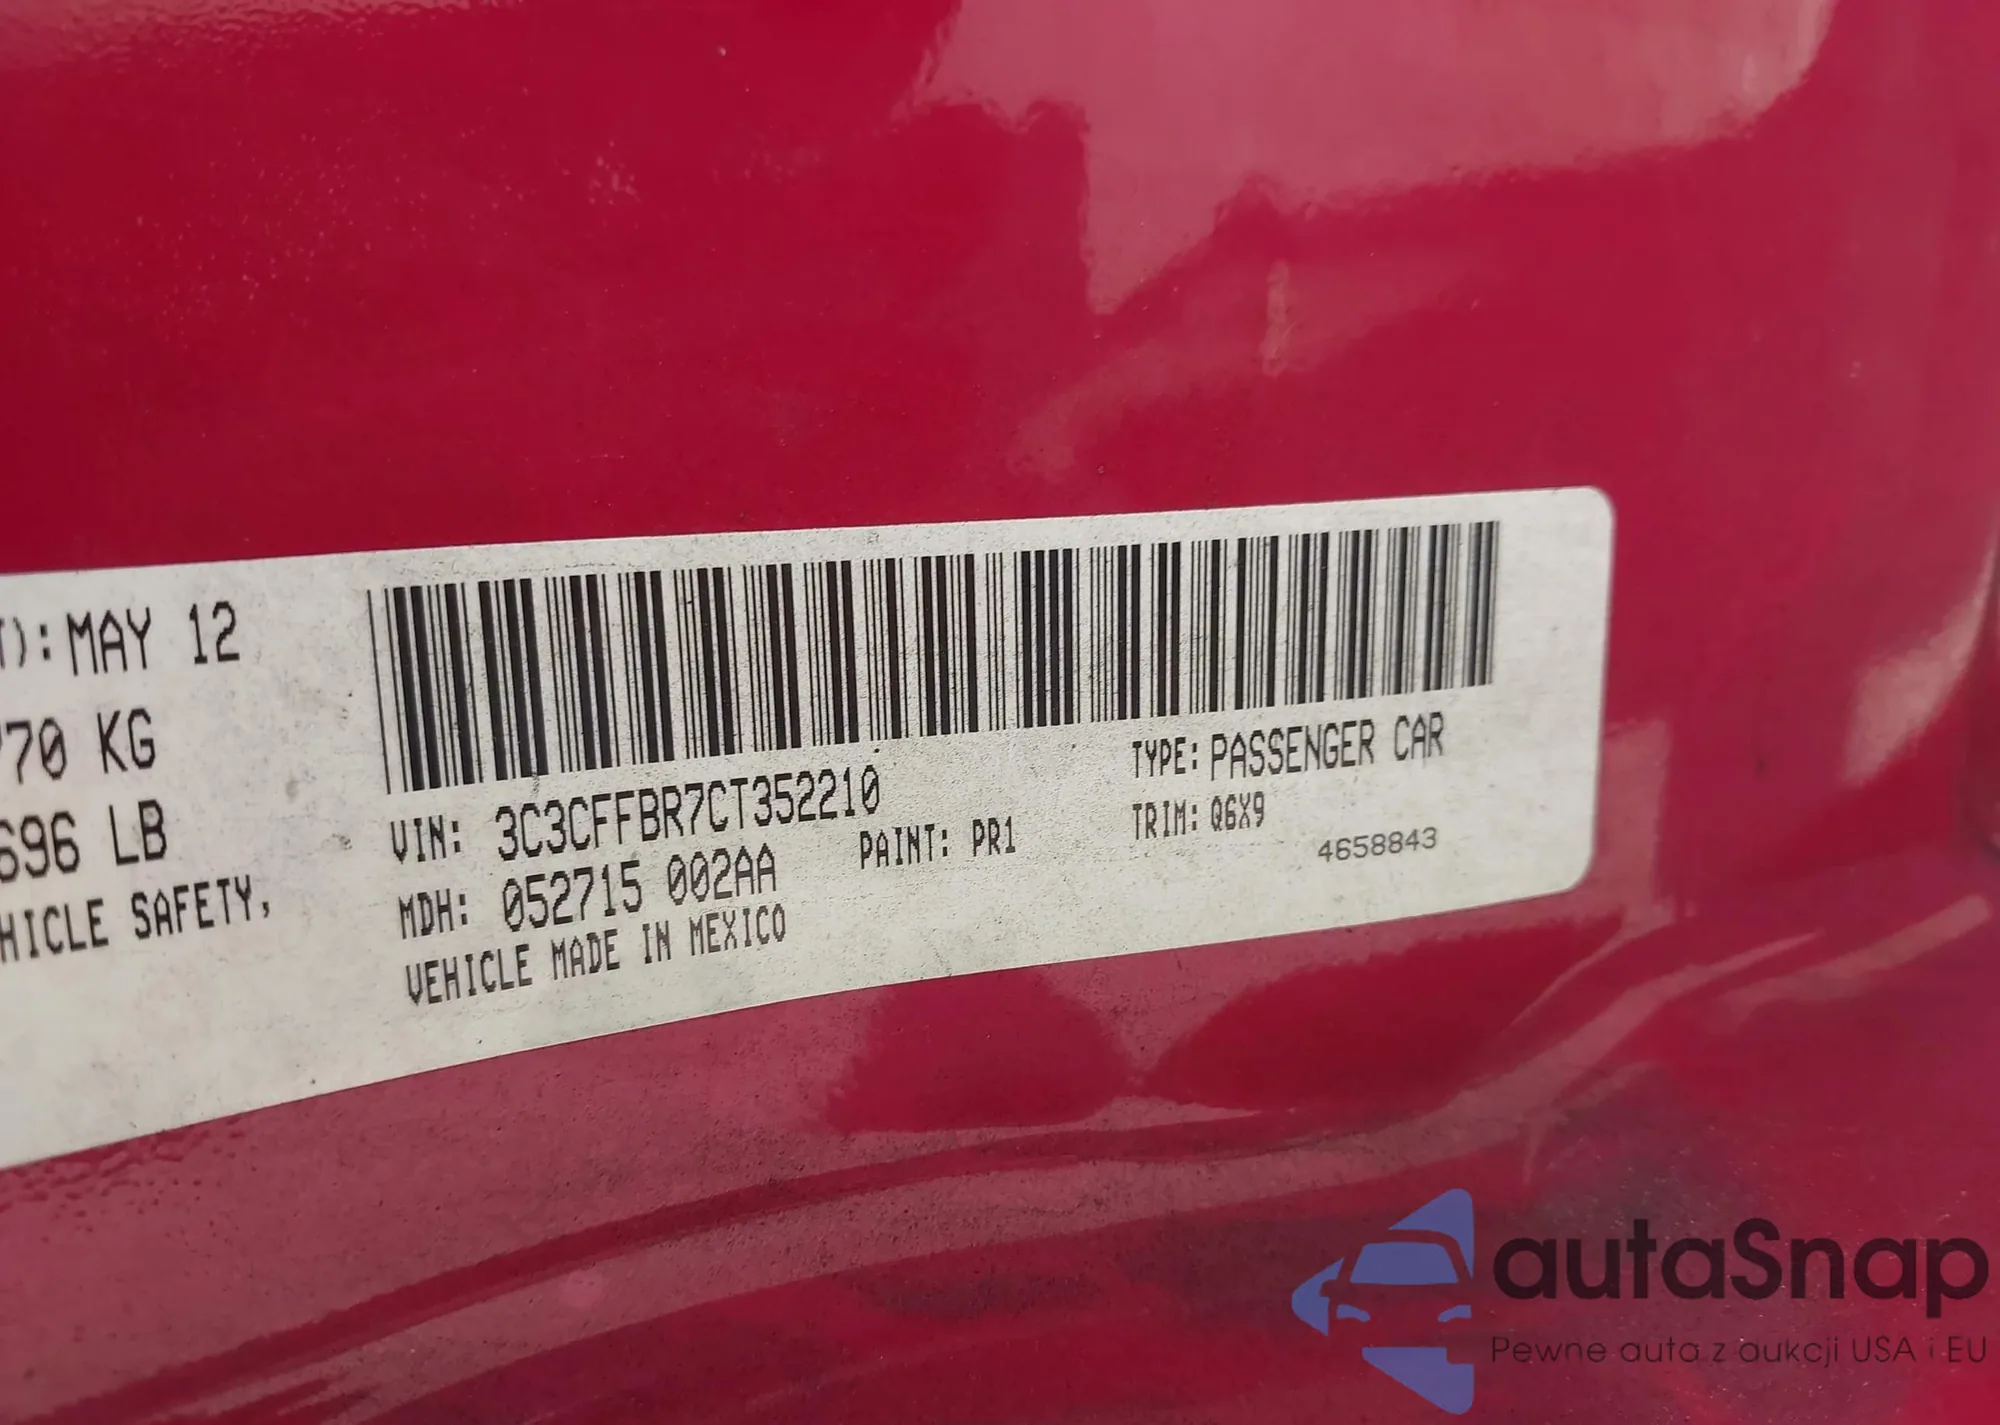 T): MAY 12
770 KG
696 LB
HICLE SAFETY,
VIN: 3C3CFFBR7CT352210
MDH: 052715 002AA
PAINT: PR1
VEHICLE MADE IN MEXICO
TYPE: PASSENGER CAR
TRIM: Q6X9
4658843
autaSnap
Pewne auta z aukcji USA i EU